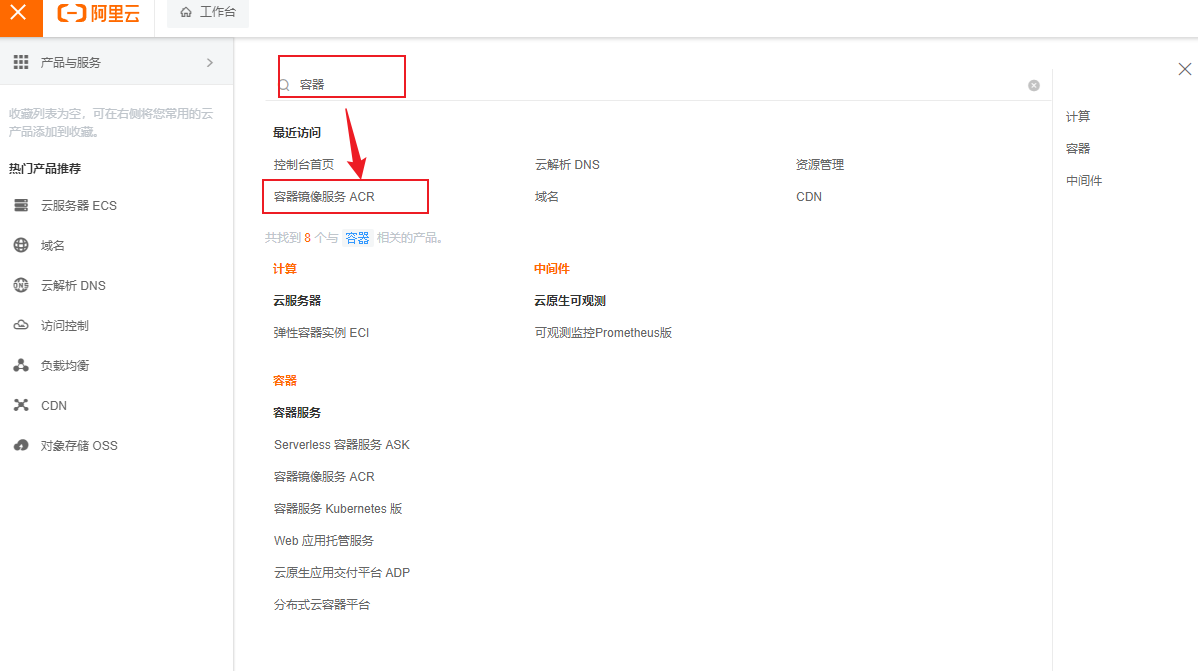 阿里云
工作台
产品与服务
收藏列表为空，可在右侧将您常用的云
产品添加到收藏。
热门产品推荐
云服务器 ECS
域名
云解析 DNS
访问控制
负载均衡
CDN
对象存储 OSS
容器
最近访问
控制台首页
云解析 DNS
资源管理
容器镜像服务 ACR
域名
CDN
共找到 8 个与 容器 相关的产品。
计算
云服务器
弹性容器实例 ECI
中间件
云原生可观测
可观测监控Prometheus版
容器
容器服务
Serverless 容器服务 ASK
容器镜像服务 ACR
容器服务 Kubernetes 版
Web 应用托管服务
云原生应用交付平台 ADP
分布式云容器平台
计算
容器
中间件